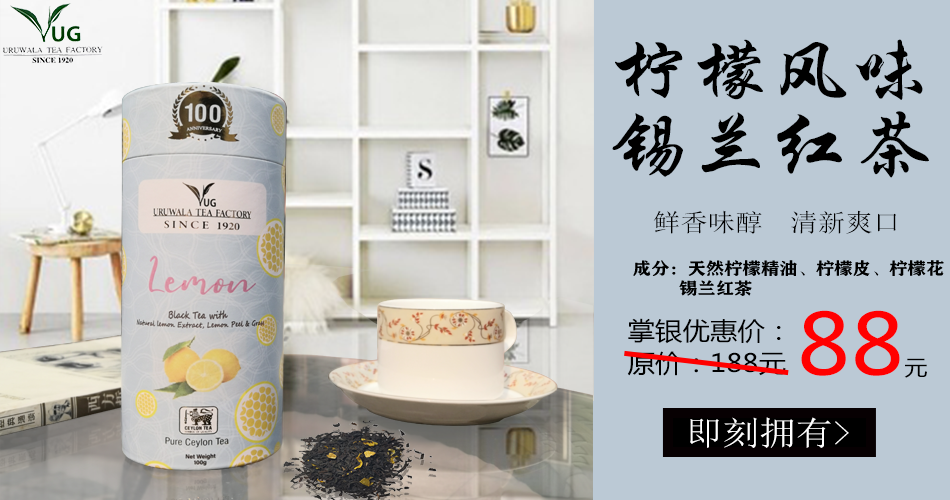 VUG
URUWALA TEA FACTORY
SINCE 1920
100
ANNIVERSARY
VUG
URUWALA TEA FACTORY
SINCE 1920
Lemon
Black Tea with
Natural lemon Extract, Lemon Peel & Grass
CEYLON TEA
Pure Ceylon Tea
Net Weight
100g
S
柠檬风味
锡兰红茶
鲜香味醇 清新爽口
成分：天然柠檬精油、柠檬皮、柠檬花
锡兰红茶
掌银优惠价：88元
原价：188元
即刻拥有>